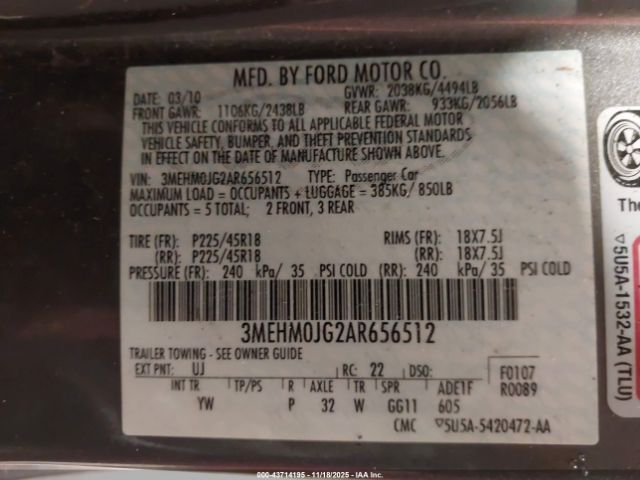 MFD. BY FORD MOTOR CO.
DATE: 03/10 GVWR: 2038KG/4494LB
FRONT GAWR: 1106KG/2438LB REAR GAWR: 933KG/2056LB
THIS VEHICLE CONFORMS TO ALL APPLICABLE FEDERAL MOTOR
VEHICLE SAFETY, BUMPER, AND THEFT PREVENTION STANDARDS
IN EFFECT ON THE DATE OF MANUFACTURE SHOWN ABOVE.
VIN: 3MEHM0JG2AR656512 TYPE: Passenger Car
MAXIMUM LOAD = OCCUPANTS + LUGGAGE = 385KG/ 850LB
OCCUPANTS = 5 TOTAL; 2 FRONT, 3 REAR
TIRE (FR): P225/45R18 RIMS (FR): 18X7.5J
(RR): P225/45R18 (RR): 18X7.5J
PRESSURE (FR): 240 kPa/ 35 PSI COLD (RR): 240 kPa/ 35 PSI COLD
3MEHM0JG2AR656512
TRAILER TOWING - SEE OWNER GUIDE
EXT PNT: UJ RC: 22 DSO: F0107
R0089
INT TR TP/PS R AXLE TR SPR ADE1F
YW P 32 W GG11 605
CMC ▽5U5A-5420472-AA
The
▽5U5A-1532-AA (TLU)
000-43714195 - 11/18/2025 - IAA Inc.